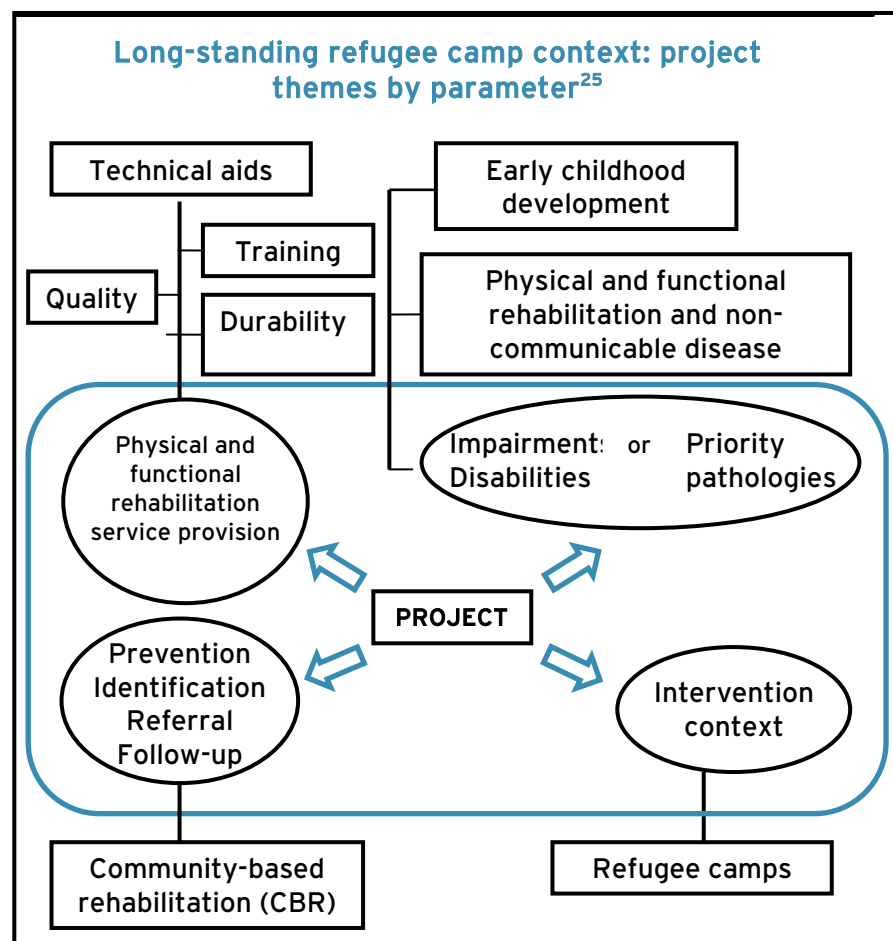 Long-standing refugee camp context: project
themes by parameter²⁵
Technical aids
Early childhood
development
Training
Quality
Durability
Physical and functional
rehabilitation and non-
communicable disease
Physical and
functional
rehabilitation
service provision
Impairments or Priority
Disabilities pathologies
PROJECT
Prevention
Identification
Referral
Follow-up
Intervention
context
Community-based
rehabilitation (CBR)
Refugee camps